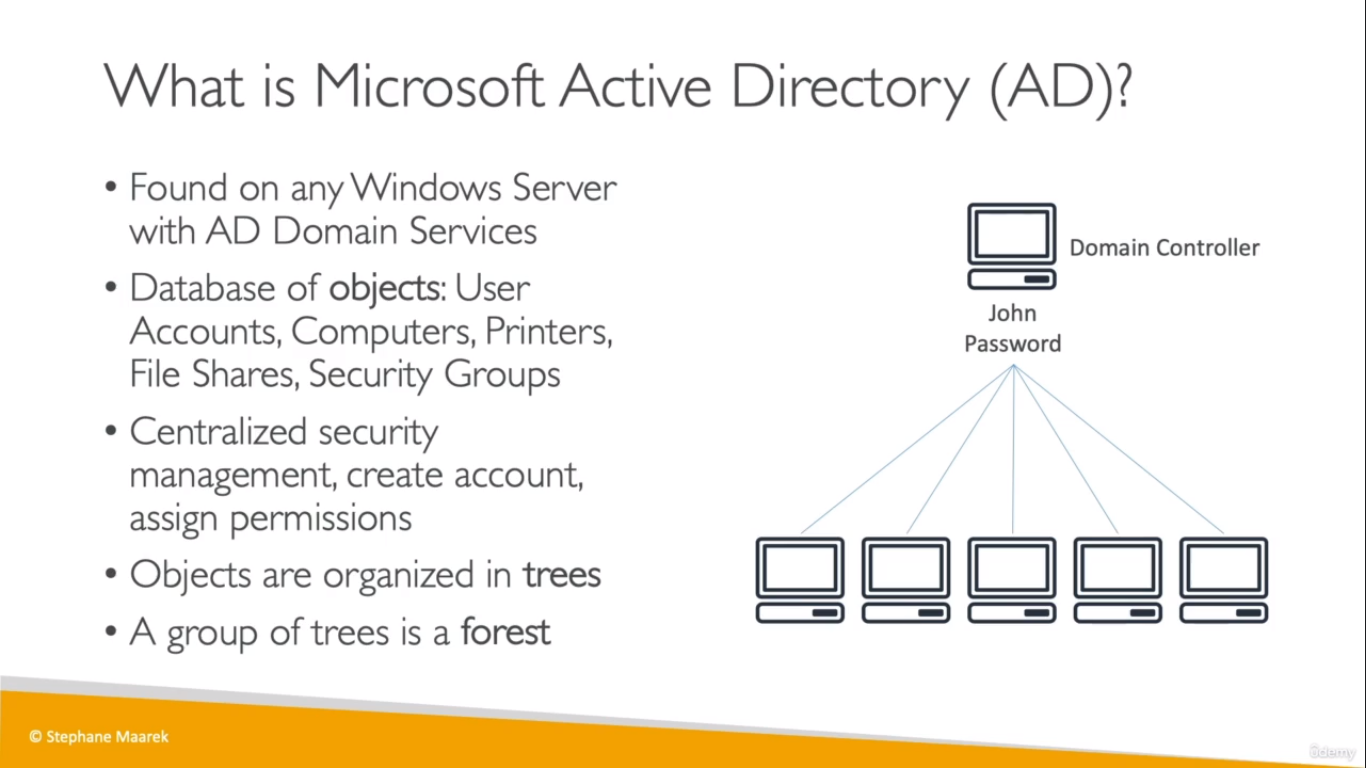 What is Microsoft Active Directory (AD)?
• Found on any Windows Server
with AD Domain Services
• Database of objects: User
Accounts, Computers, Printers,
File Shares, Security Groups
• Centralized security
management, create account,
assign permissions
• Objects are organized in trees
• A group of trees is a forest
Domain Controller
John
Password
© Stephane Maarek
ûdemy